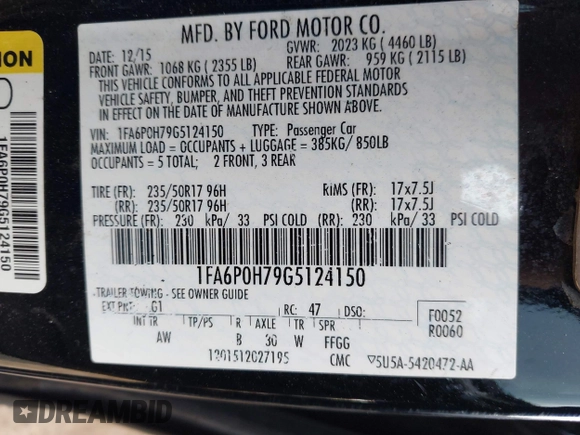 MFD. BY FORD MOTOR CO.
DATE: 12/15
GVWR: 2023 KG ( 4460 LB)
FRONT GAWR: 1068 KG ( 2355 LB)
REAR GAWR: 959 KG ( 2115 LB)
THIS VEHICLE CONFORMS TO ALL APPLICABLE FEDERAL MOTOR
VEHICLE SAFETY, BUMPER, AND THEFT PREVENTION STANDARDS
IN EFFECT ON THE DATE OF MANUFACTURE SHOWN ABOVE.
VIN: 1FA6P0H79G5124150 TYPE: Passenger Car
MAXIMUM LOAD = OCCUPANTS + LUGGAGE = 385KG/ 850LB
OCCUPANTS = 5 TOTAL; 2 FRONT, 3 REAR
TIRE (FR): 235/50R17 96H RIMS (FR): 17x7.5J
(RR): 235/50R17 96H (RR): 17x7.5J
PRESSURE (FR): 230 kPa/ 33 PSI COLD (RR): 230 kPa/ 33 PSI COLD
1FA6P0H79G5124150
TRAILER TOWING - SEE OWNER GUIDE
EXT PNT: G1 RC: 47 DSO:
F0052
R0060
INT TR TP/PS R AXLE TR SPR
AW B 30 W FFGG
1201512027195 CMC 5U5A-5420472-AA
ION
1FA6P0H79G5124150
DREAMBID